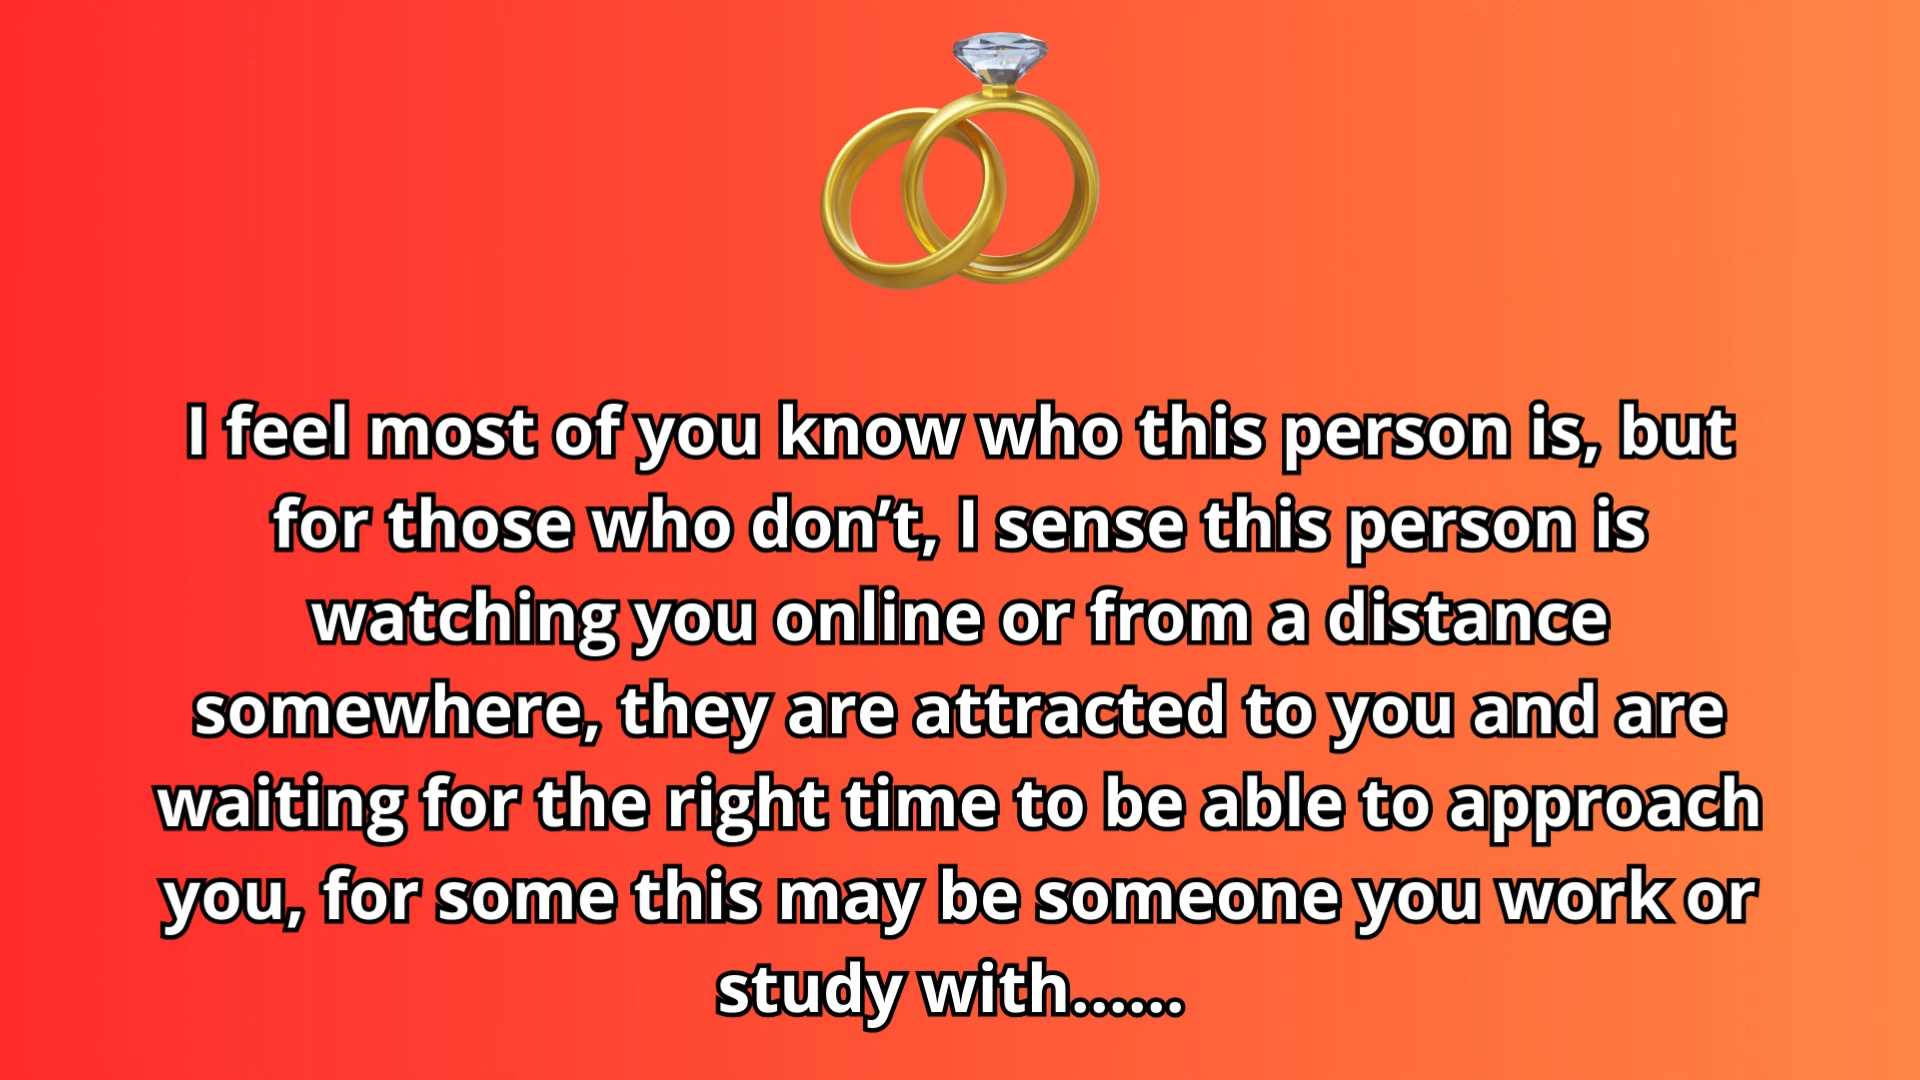 I feel most of you know who this person is, but
for those who don’t, I sense this person is
watching you online or from a distance
somewhere, they are attracted to you and are
waiting for the right time to be able to approach
you, for some this may be someone you work or
study with......